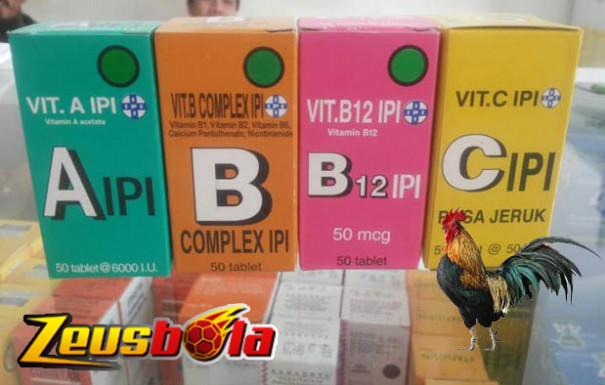 VIT. A IPI
Vitamin A acetate
A IPI
50 tablet @ 6000 I.U.
VIT.B COMPLEX IPI
Vitamin B1, Vitamin B2, Vitamin B6,
Calcium Pantothenate, Nicotinamide
B
COMPLEX IPI
50 tablet
VIT.B12 IPI
Vitamin B12
B12 IPI
50 mcg
50 tablet
VIT.C IPI
C IPI
JERUK
Zeusbola